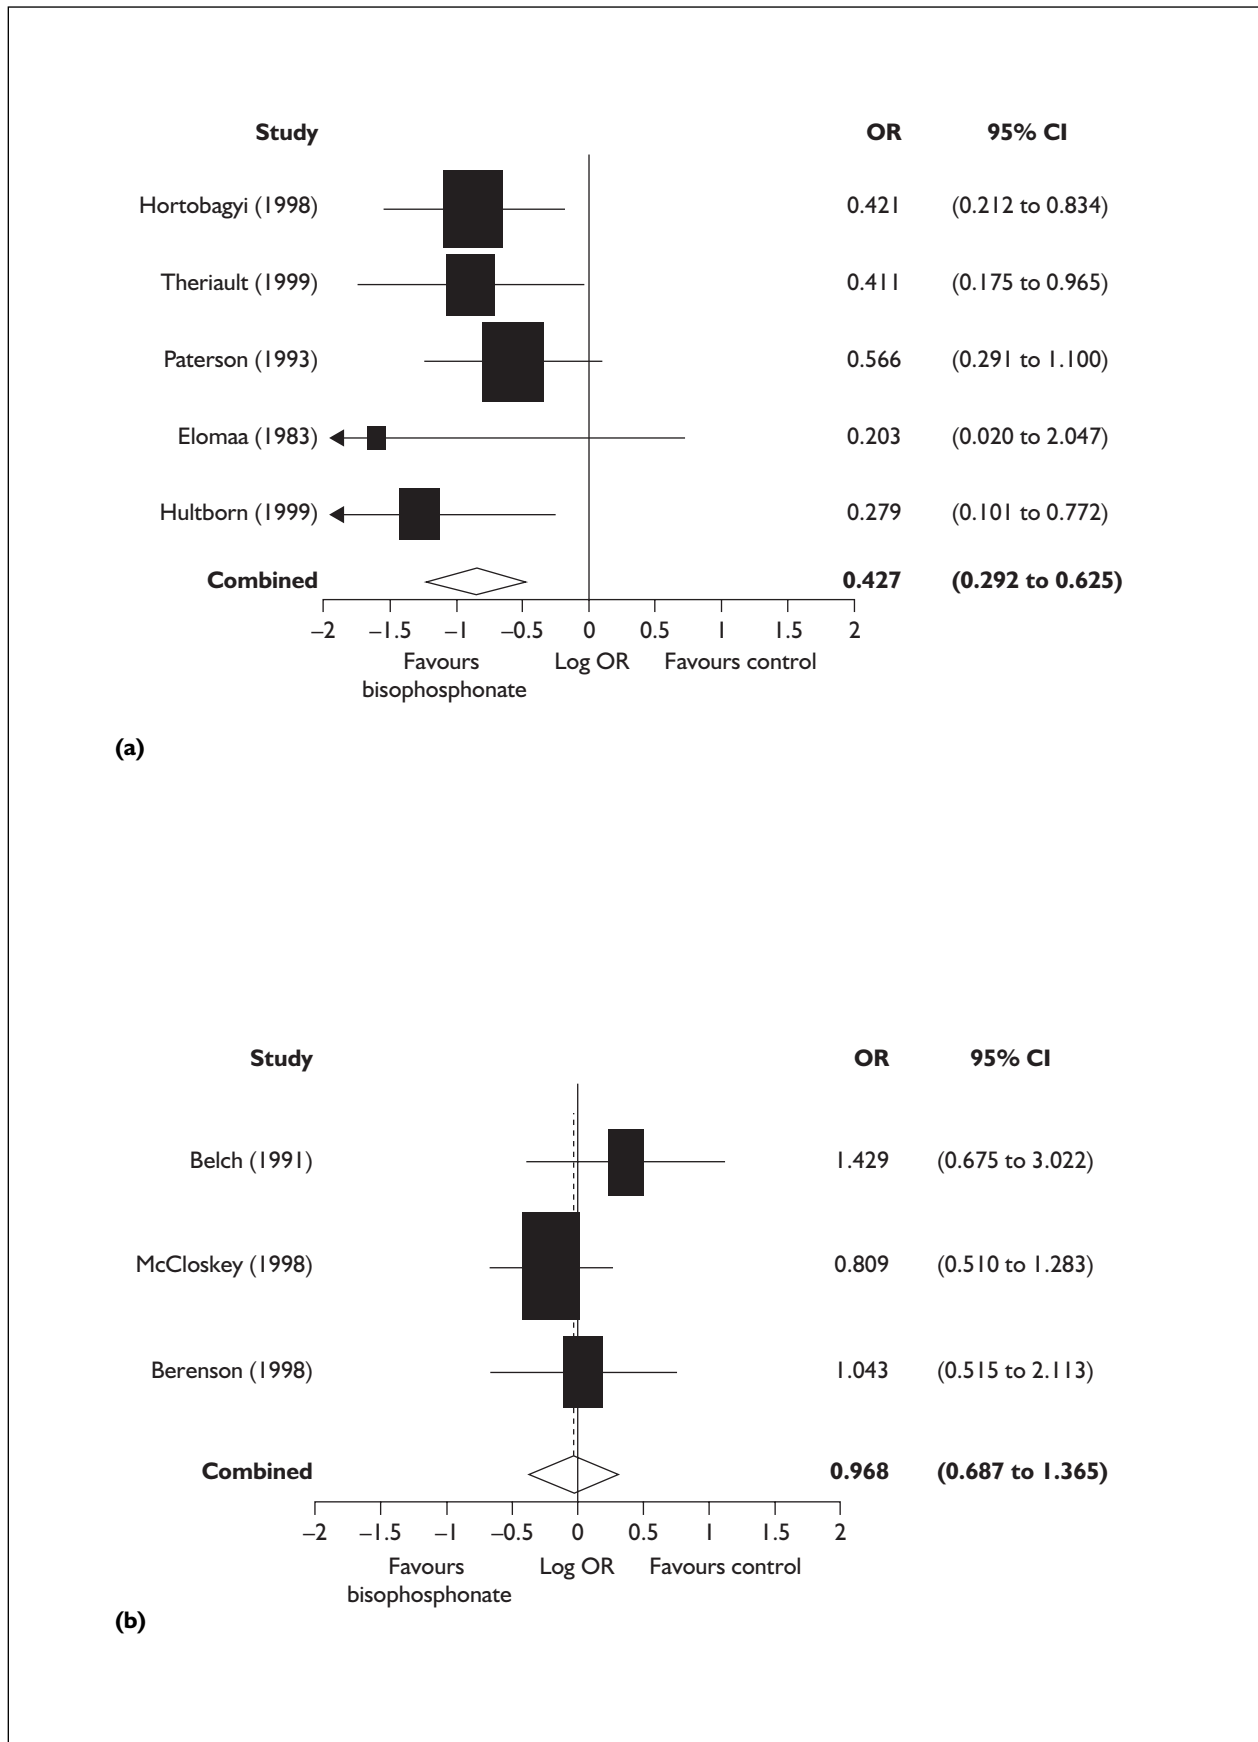 Study OR 95% CI
Hortobagyi (1998) 0.421 (0.212 to 0.834)
Theriault (1999) 0.411 (0.175 to 0.965)
Paterson (1993) 0.566 (0.291 to 1.100)
Elomaa (1983) 0.203 (0.020 to 2.047)
Hultborn (1999) 0.279 (0.101 to 0.772)
Combined 0.427 (0.292 to 0.625)
–2 –1.5 –1 –0.5 0 0.5 1 1.5 2
Favours Log OR Favours control
bisophosphonate
(a)
Study OR 95% CI
Belch (1991) 1.429 (0.675 to 3.022)
McCloskey (1998) 0.809 (0.510 to 1.283)
Berenson (1998) 1.043 (0.515 to 2.113)
Combined 0.968 (0.687 to 1.365)
–2 –1.5 –1 –0.5 0 0.5 1 1.5 2
Favours Log OR Favours control
bisophosphonate
(b)